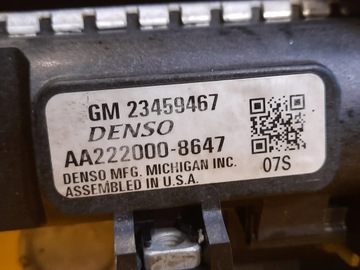 GM 23459467
DENSO
AA222000-8647
DENSO MFG. MICHIGAN INC. 07S
ASSEMBLED IN U.S.A.